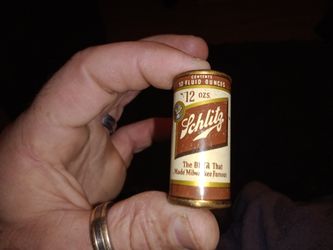 CONTENTS
12 FLUID OUNCES
12 OZS.
Schlitz
The BEER That
Made Milwaukee Famous